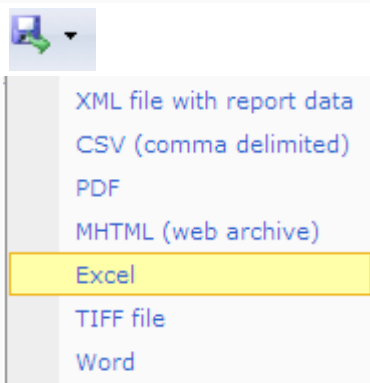 XML file with report data
CSV (comma delimited)
PDF
MHTML (web archive)
Excel
TIFF file
Word